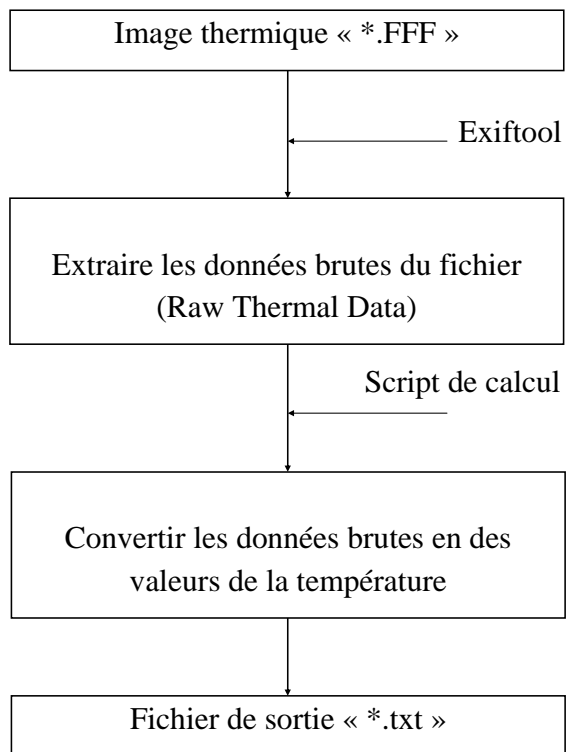 Image thermique « *.FFF »
Exiftool
Extraire les données brutes du fichier
(Raw Thermal Data)
Script de calcul
Convertir les données brutes en des
valeurs de la température
Fichier de sortie « *.txt »